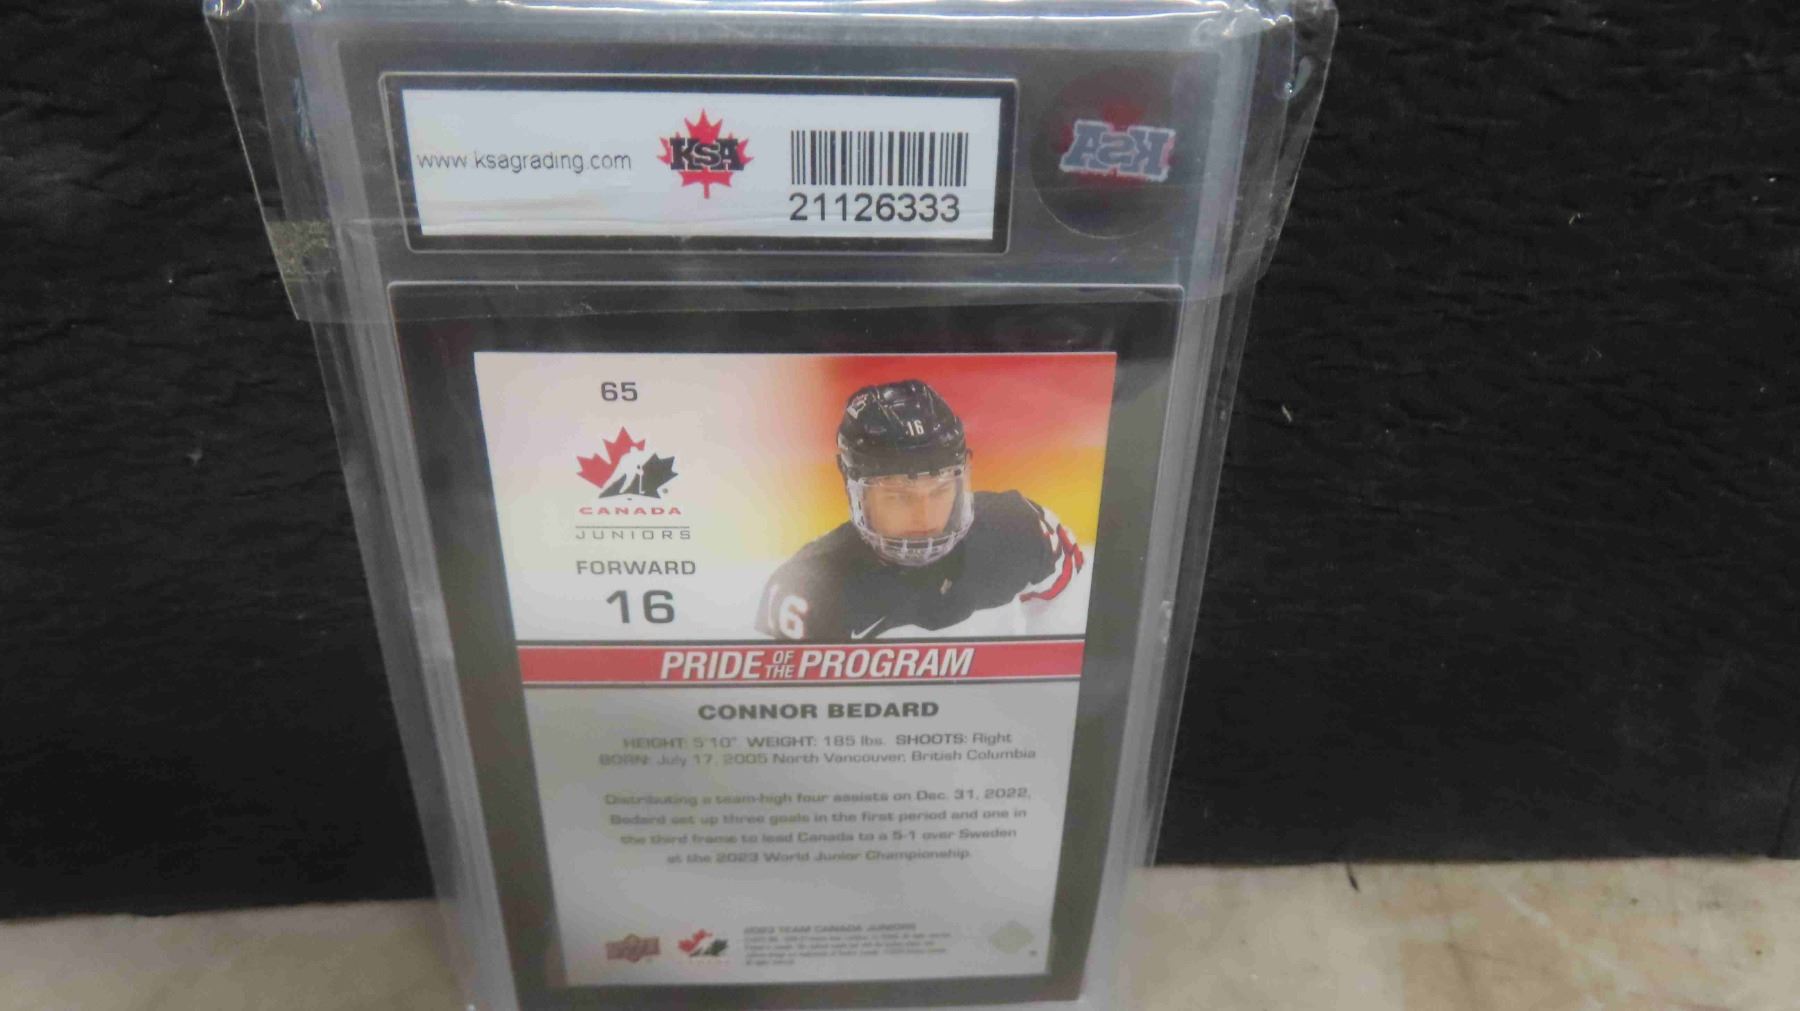 www.ksagrading.com
KSA
21126333
KSA
65
CANADA
JUNIORS
FORWARD
16
16
16
PRIDE OF THE PROGRAM
CONNOR BEDARD
HEIGHT: 5'10" WEIGHT: 185 lbs. SHOOTS: Right
BORN: July 17, 2005 North Vancouver, British Columbia
Distributing a team-high four assists on Dec. 31, 2022,
Bedard set up three goals in the first period and one in
the third frame to lead Canada to a 5-1 over Sweden
at the 2023 World Junior Championship.
2023 TEAM CANADA JUNIORS